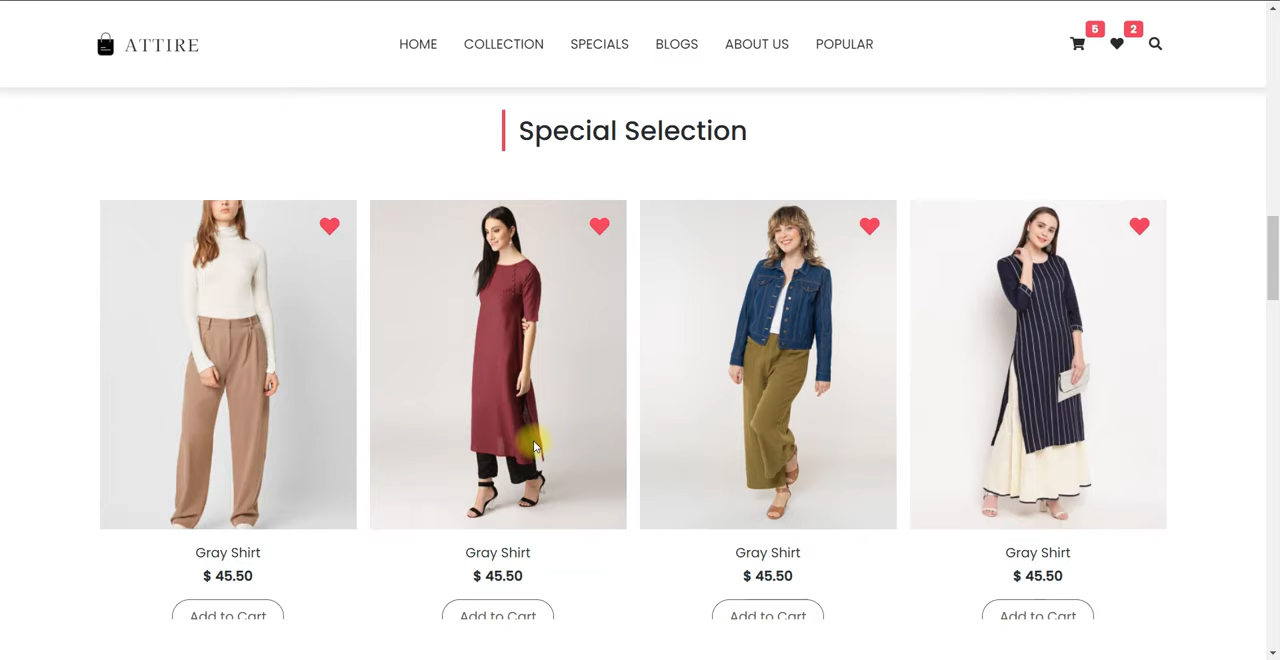 ATTIRE HOME COLLECTION SPECIALS BLOGS ABOUT US POPULAR 5 2
Special Selection
Gray Shirt Gray Shirt Gray Shirt Gray Shirt
$ 45.50 $ 45.50 $ 45.50 $ 45.50
Add to Cart Add to Cart Add to Cart Add to Cart